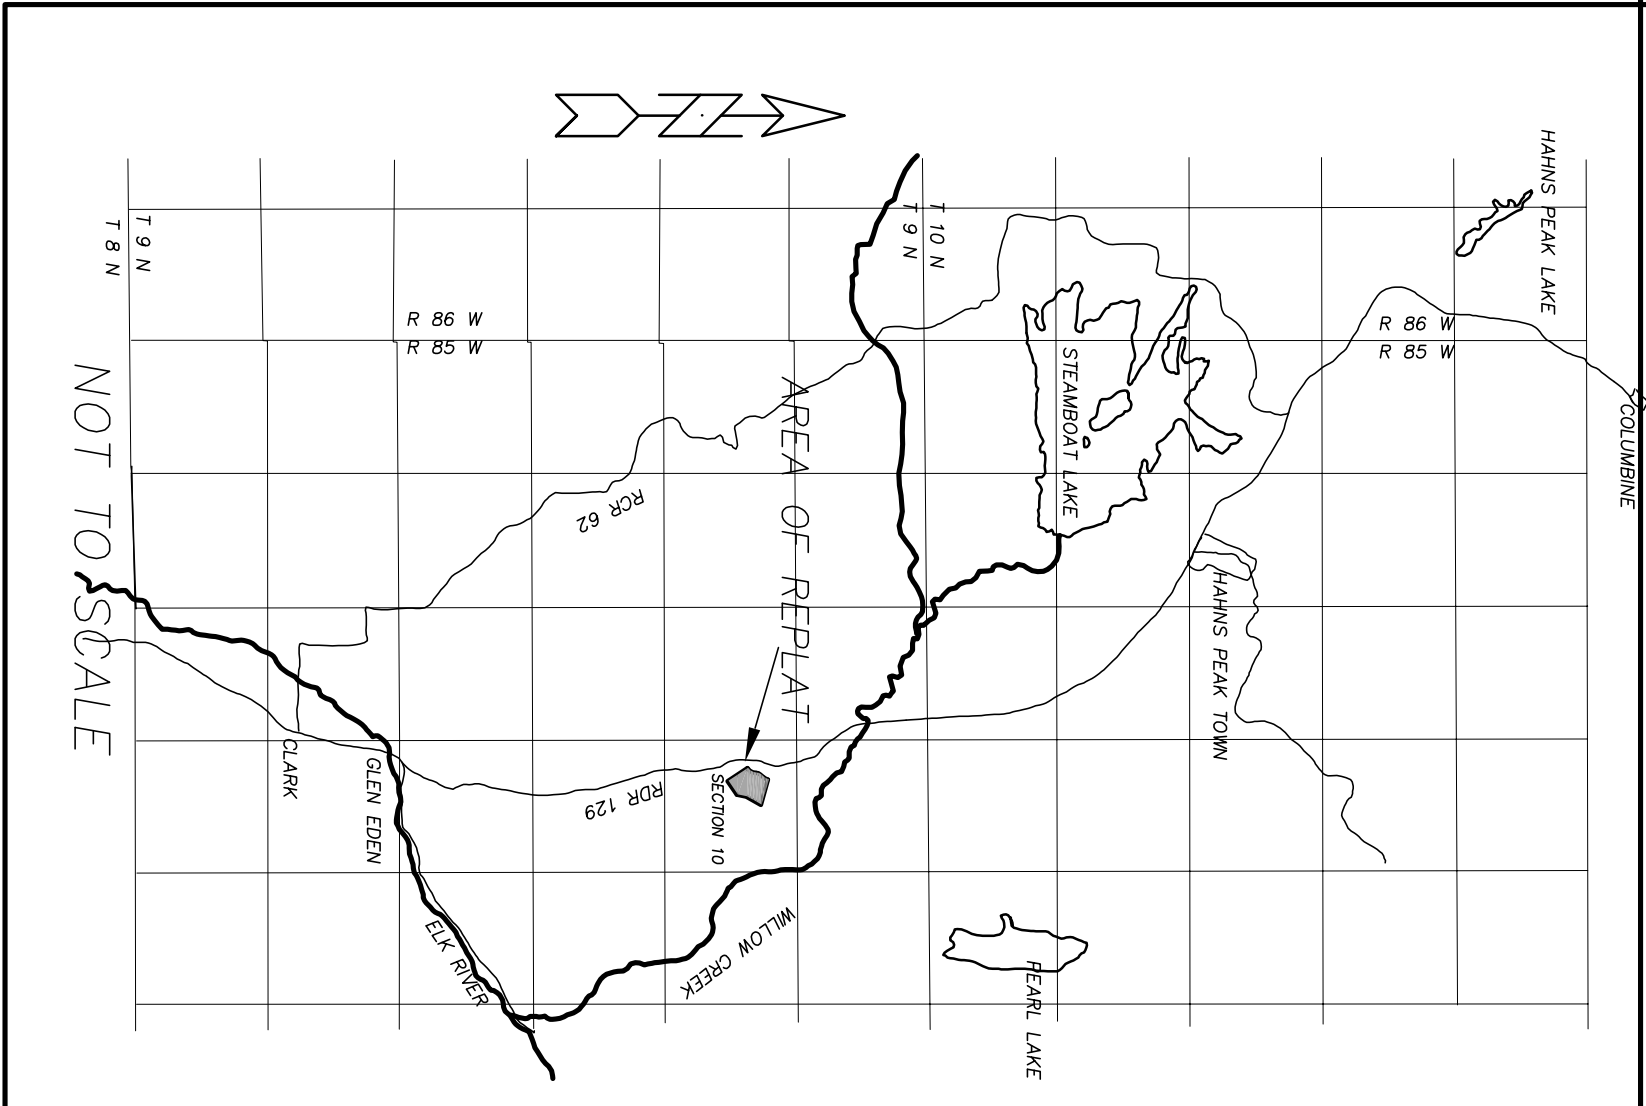 HAHNS PEAK LAKE
T 10 N
T 9 N
T 9 N
T 8 N
R 86 W
R 85 W
R 86 W
R 85 W
STEAMBOAT LAKE
COLUMBINE
NOT TO SCALE
AREA OF REPLAT
RCR 62
HAHNS PEAK TOWN
CLARK
GLEN EDEN
RDR 129
SECTION 10
ELK RIVER
WILLOW CREEK
PEARL LAKE
N